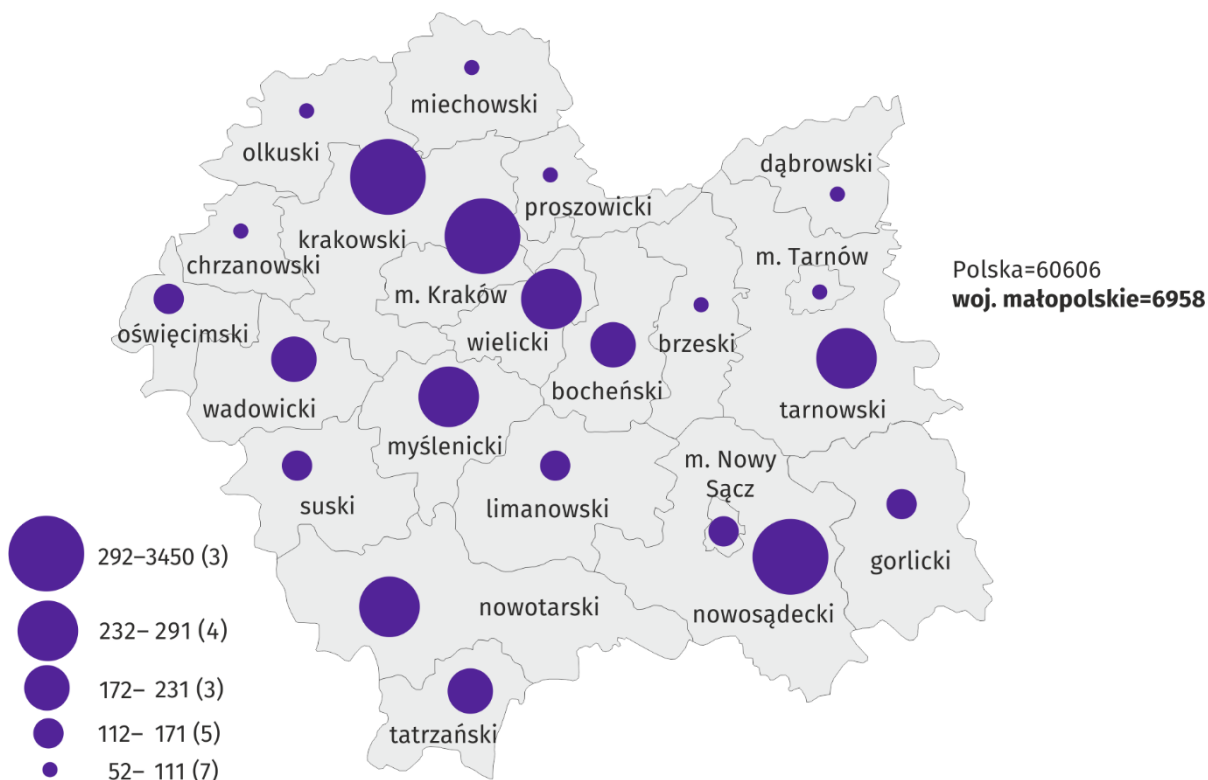 miechowski
olkuski
dąbrowski
proszowicki
krakowski
chrzanowski
m. Tarnów
Polska=60606
woj. małopolskie=6958
m. Kraków
oświęcimski
wielicki
brzeski
bocheński
wadowicki
tarnowski
myślenicki
m. Nowy
Sącz
suski
limanowski
gorlicki
nowotarski
nowosądecki
tatrzański
292–3450 (3)
232– 291 (4)
172– 231 (3)
112– 171 (5)
52– 111 (7)